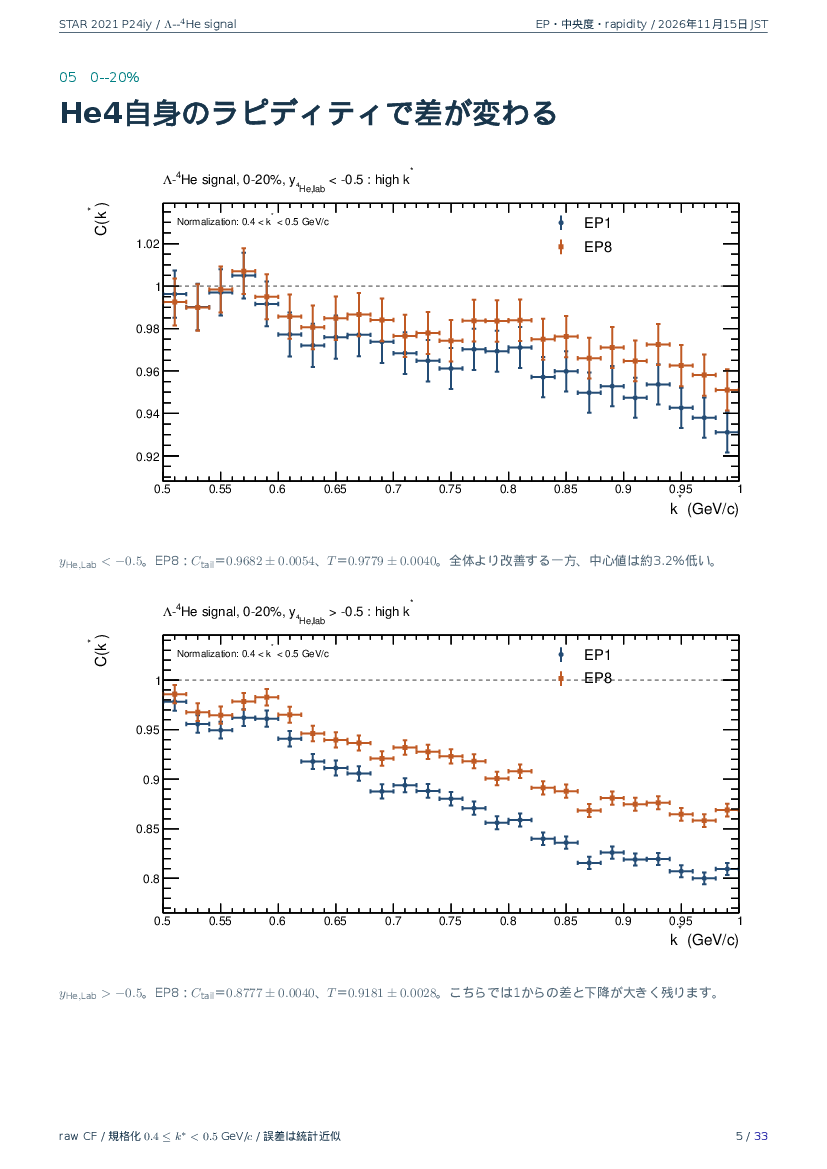 STAR 2021 P24iy / Λ--⁴He signal
EP・中央度・rapidity / 2026年11月15日 JST
05 0--20%
He4自身のラピディティで差が変わる
Λ-⁴He signal, 0-20%, y⁴He,lab < -0.5 : high k*
C(k*)
Normalization: 0.4 < k* < 0.5 GeV/c
EP1
EP8
1.02
1
0.98
0.96
0.94
0.92
0.5 0.55 0.6 0.65 0.7 0.75 0.8 0.85 0.9 0.95 1
k* (GeV/c)
yHe,Lab < −0.5。EP8：Ctail=0.9682 ± 0.0054、T=0.9779 ± 0.0040。全体より改善する一方、中心値は約3.2%低い。
Λ-⁴He signal, 0-20%, y⁴He,lab > -0.5 : high k*
C(k*)
Normalization: 0.4 < k* < 0.5 GeV/c
EP1
EP8
1
0.95
0.9
0.85
0.8
0.5 0.55 0.6 0.65 0.7 0.75 0.8 0.85 0.9 0.95 1
k* (GeV/c)
yHe,Lab > −0.5。EP8：Ctail=0.8777 ± 0.0040、T=0.9181 ± 0.0028。こちらでは1からの差と下降が大きく残ります。
raw CF / 規格化 0.4 ≤ k* < 0.5 GeV/c / 誤差は統計近似
5 / 33